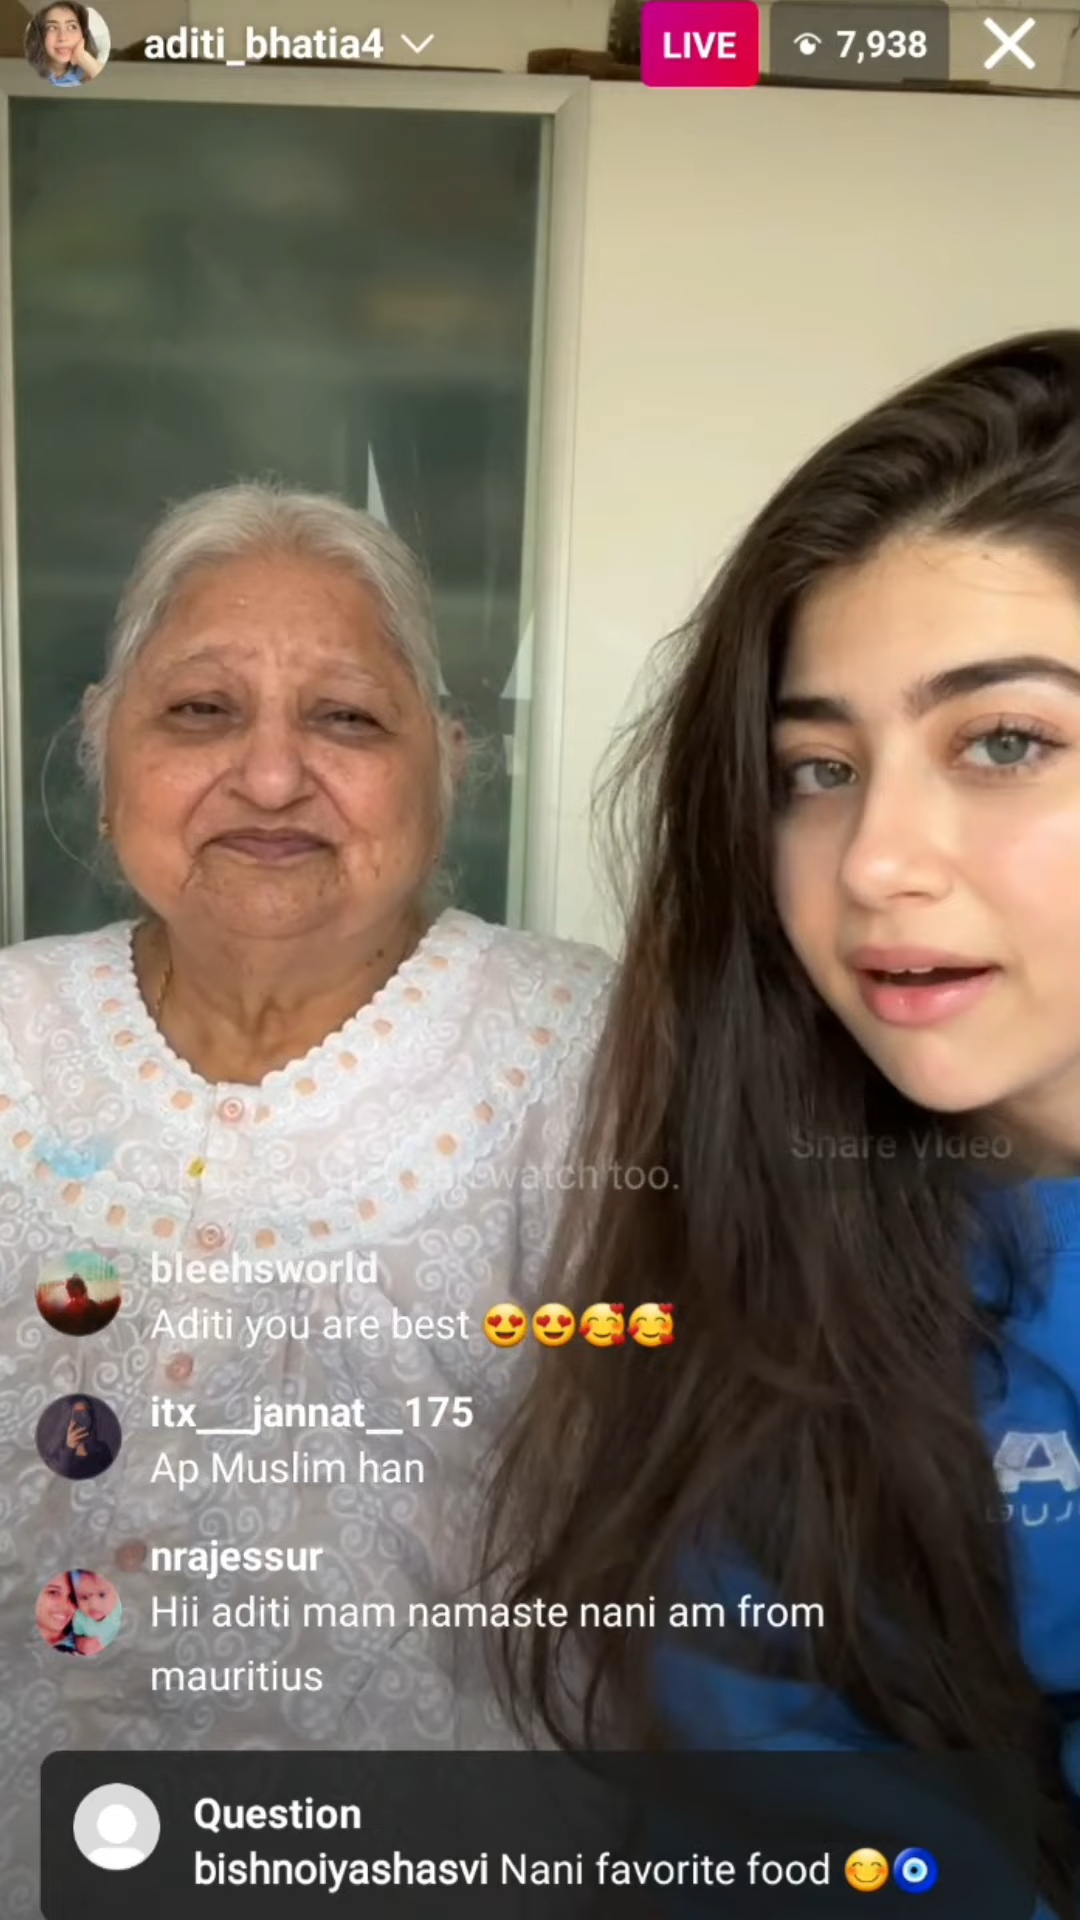 aditi_bhatia4
LIVE
7,938
Share Video
watch too.
bleehsworld
Aditi you are best 😍😍🥰🥰
itx___jannat__175
Ap Muslim han
nrajessur
Hii aditi mam namaste nani am from
mauritius
Question
bishnoiyashasvi Nani favorite food 😊🧿